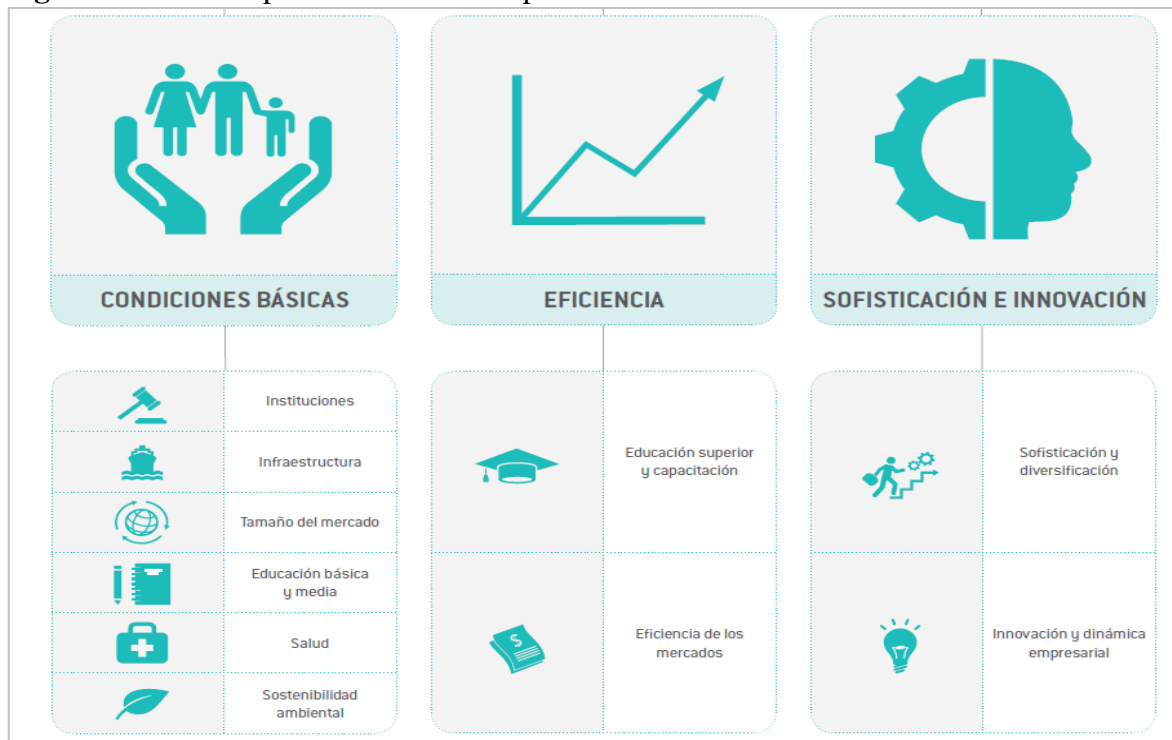 CONDICIONES BÁSICAS
EFICIENCIA
SOFISTICACIÓN E INNOVACIÓN
Instituciones
Infraestructura
Tamaño del mercado
Educación básica
y media
Salud
Sostenibilidad
ambiental
Educación superior
y capacitación
$
Eficiencia de los
mercados
Sofisticación y
diversificación
Innovación y dinámica
empresarial